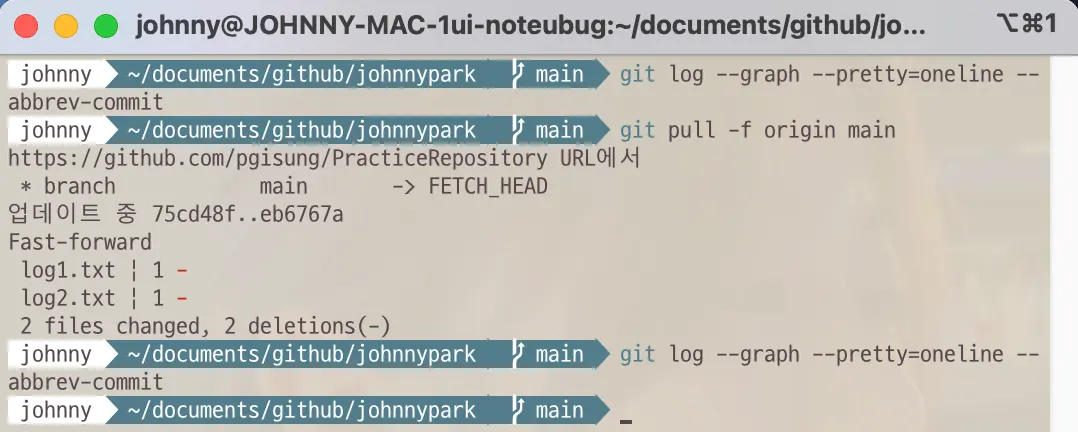 johnny@JOHNNY-MAC-1ui-noteubug:~/documents/github/jo... ⌥⌘1
johnny ~/documents/github/johnnypark main git log --graph --pretty=oneline --
abbrev-commit
johnny ~/documents/github/johnnypark main git pull -f origin main
https://github.com/pgisung/PracticeRepository URL에서
* branch main -> FETCH_HEAD
업데이트 중 75cd48f..eb6767a
Fast-forward
log1.txt ¦ 1 -
log2.txt ¦ 1 -
2 files changed, 2 deletions(-)
johnny ~/documents/github/johnnypark main git log --graph --pretty=oneline --
abbrev-commit
johnny ~/documents/github/johnnypark main